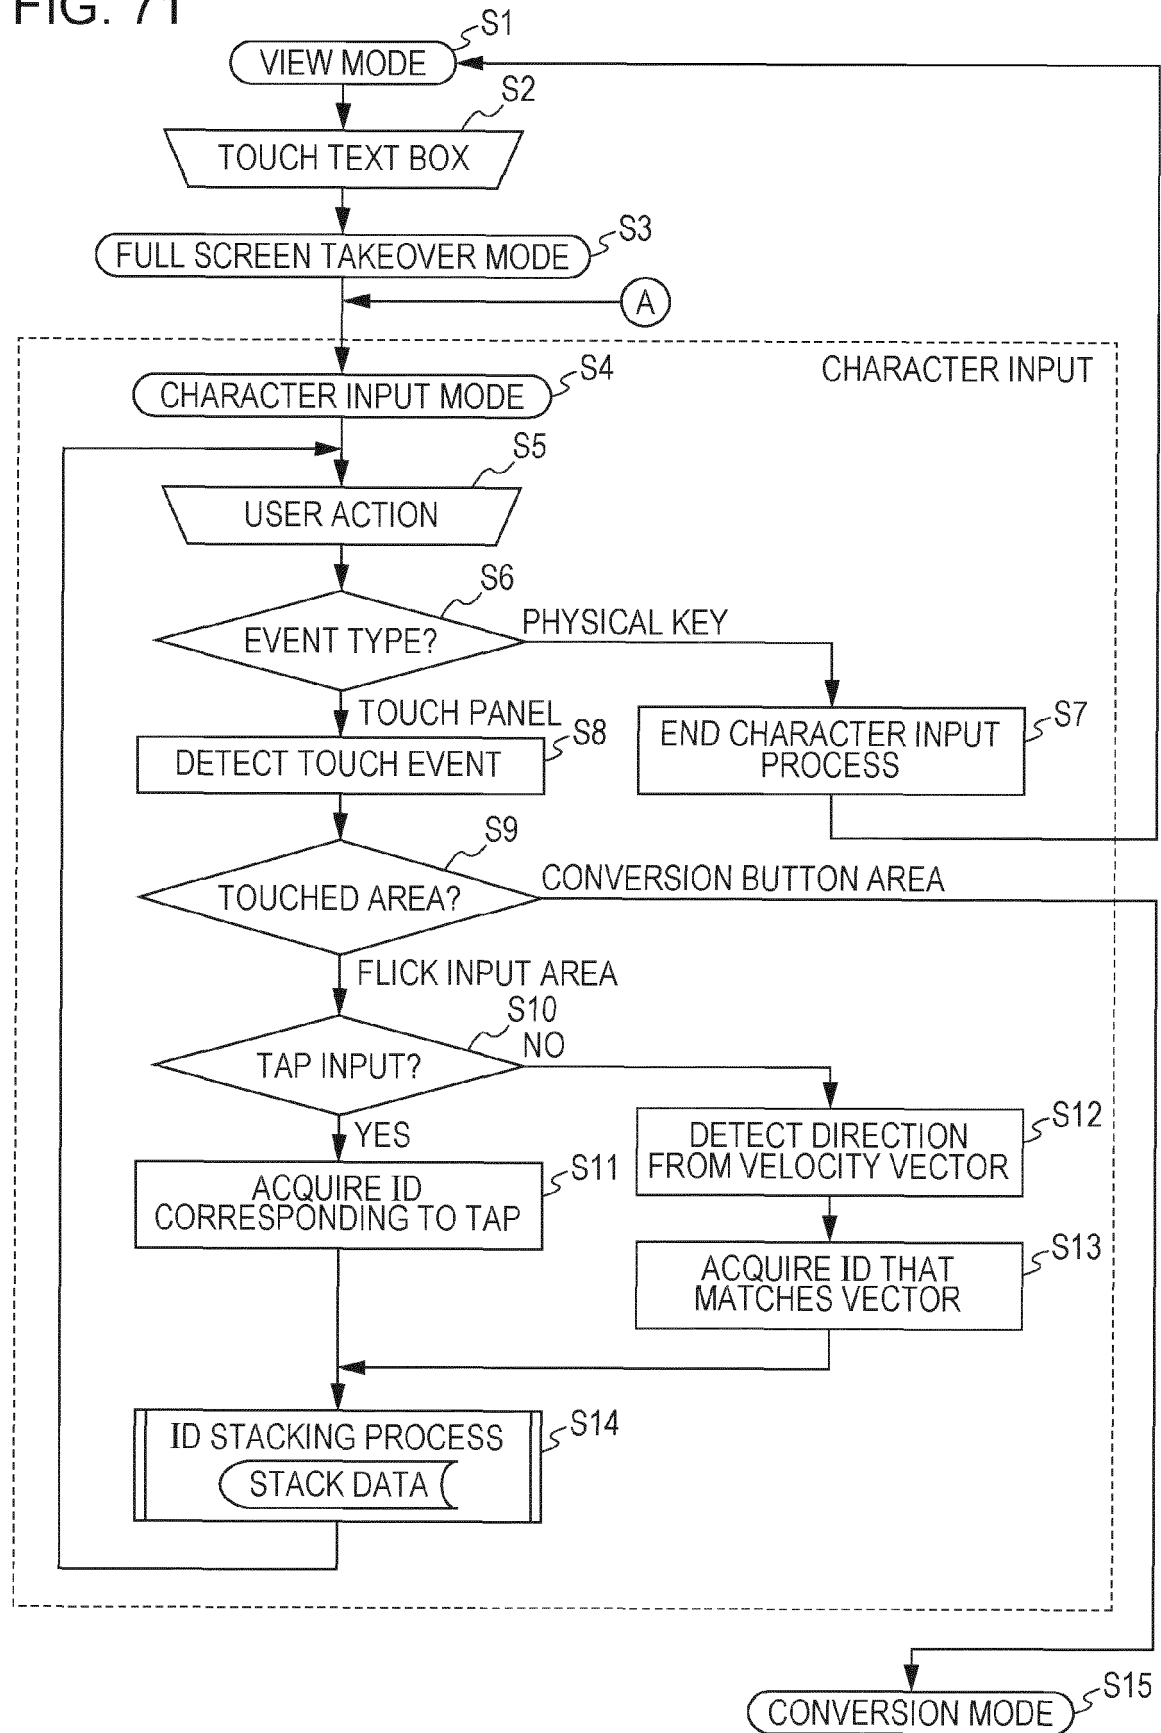 FIG. 71
S1
VIEW MODE
S2
TOUCH TEXT BOX
S3
FULL SCREEN TAKEOVER MODE
A
CHARACTER INPUT
S4
CHARACTER INPUT MODE
S5
USER ACTION
S6
EVENT TYPE?
PHYSICAL KEY
TOUCH PANEL
S7
END CHARACTER INPUT
PROCESS
S8
DETECT TOUCH EVENT
S9
TOUCHED AREA?
CONVERSION BUTTON AREA
FLICK INPUT AREA
S10
TAP INPUT?
NO
YES
S11
ACQUIRE ID
CORRESPONDING TO TAP
S12
DETECT DIRECTION
FROM VELOCITY VECTOR
S13
ACQUIRE ID THAT
MATCHES VECTOR
S14
ID STACKING PROCESS
STACK DATA
S15
CONVERSION MODE